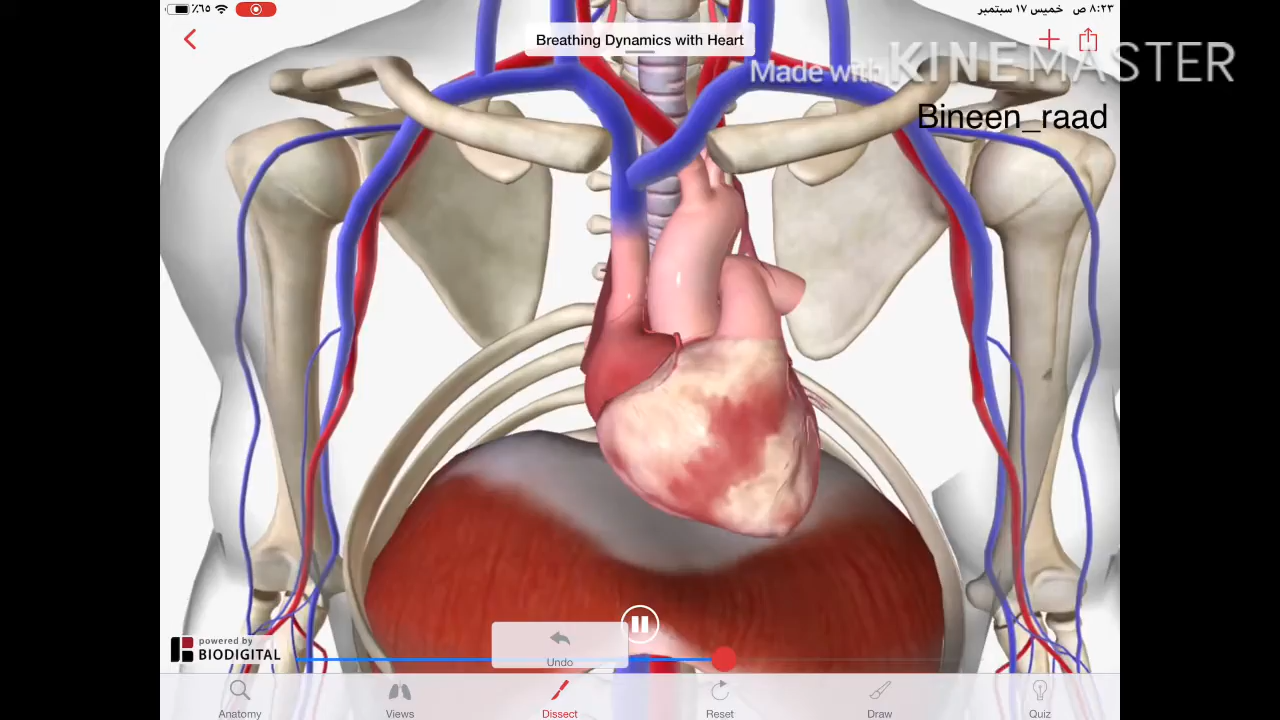 ٪٦٥
٨:٢٣ ص خميس ١٧ سبتمبر
Breathing Dynamics with Heart
Made with KINEMASTER
Bineen_raad
powered by
BIODIGITAL
Undo
Anatomy
Views
Dissect
Reset
Draw
Quiz